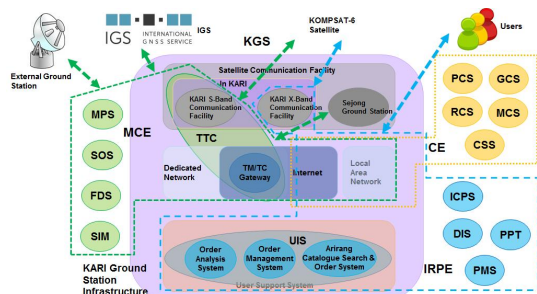 IGS
INTERNATIONAL
GNSS SERVICE
IGS
KOMPSAT-6
Satellite
Users
KGS
External Ground
Station
Satellite Communication Facility
In KARI
KARI S-Band
Communication
Facility
KARI X-Band
Communication
Facility
Sejong
Ground Station
PCS
GCS
RCS
MCS
CSS
CE
MPS
SOS
FDS
SIM
MCE
TTC
Dedicated
Network
TM/TC
Gateway
Internet
Local
Area
Network
ICPS
DIS
PPT
PMS
IRPE
UIS
Order
Analysis
System
Order
Management
System
Arirang
Catalogue Search &
Order System
User Support System
KARI Ground
Station
Infrastructure